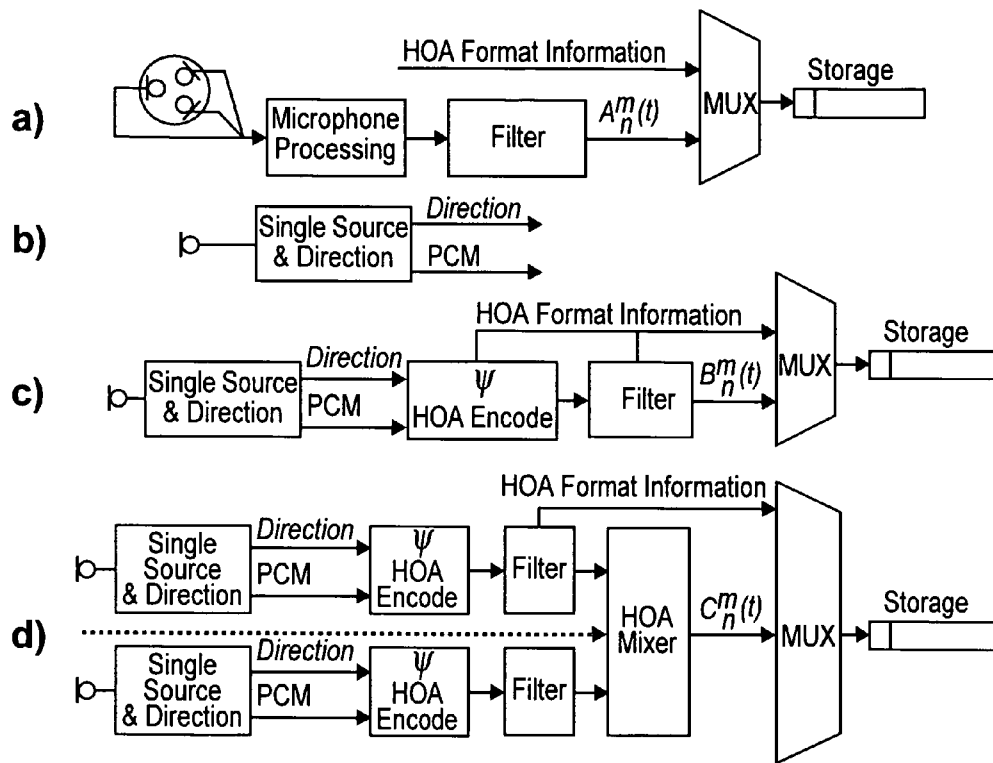 a)
HOA Format Information
Microphone
Processing
Filter
A_n^m(t)
MUX
Storage
b)
Single Source
& Direction
Direction
PCM
c)
Single Source
& Direction
Direction
PCM
HOA Format Information
Ψ
HOA Encode
Filter
B_n^m(t)
MUX
Storage
d)
HOA Format Information
Single
Source
& Direction
Direction
PCM
Ψ
HOA
Encode
Filter
HOA
Mixer
C_n^m(t)
MUX
Storage
Single
Source
& Direction
Direction
PCM
Ψ
HOA
Encode
Filter